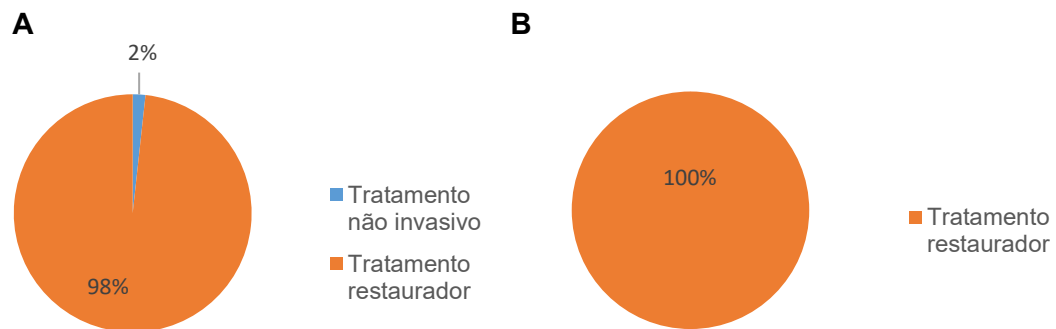 A
2%
98%
Tratamento
não invasivo
Tratamento
restaurador
B
100%
Tratamento
restaurador